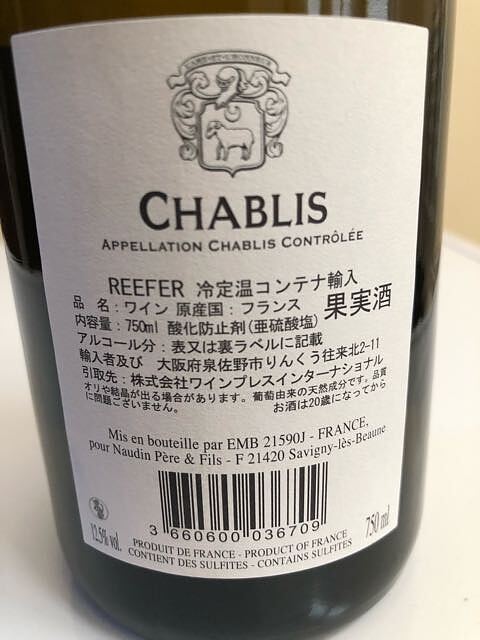 CHABLIS
APPELLATION CHABLIS CONTRÔLÉE
REEFER 冷定温コンテナ輸入
品 名：ワイン 原産国：フランス 果実酒
内容量：750ml 酸化防止剤(亜硫酸塩)
アルコール分：表又は裏ラベルに記載
輸入者及び 大阪府泉佐野市りんくう往来北2-11
引取先：株式会社ワインプレスインターナショナル
オリや結晶が出る場合があります。葡萄由来の天然成分です。品質
に問題ございません。 お酒は20歳になってから
Mis en bouteille par EMB 21590J - FRANCE,
pour Naudin Père & Fils - F 21420 Savigny-lès-Beaune
3 660600 036709
12.5% vol.
750 ml
PRODUIT DE FRANCE - PRODUCT OF FRANCE
CONTIENT DES SULFITES - CONTAINS SULFITES